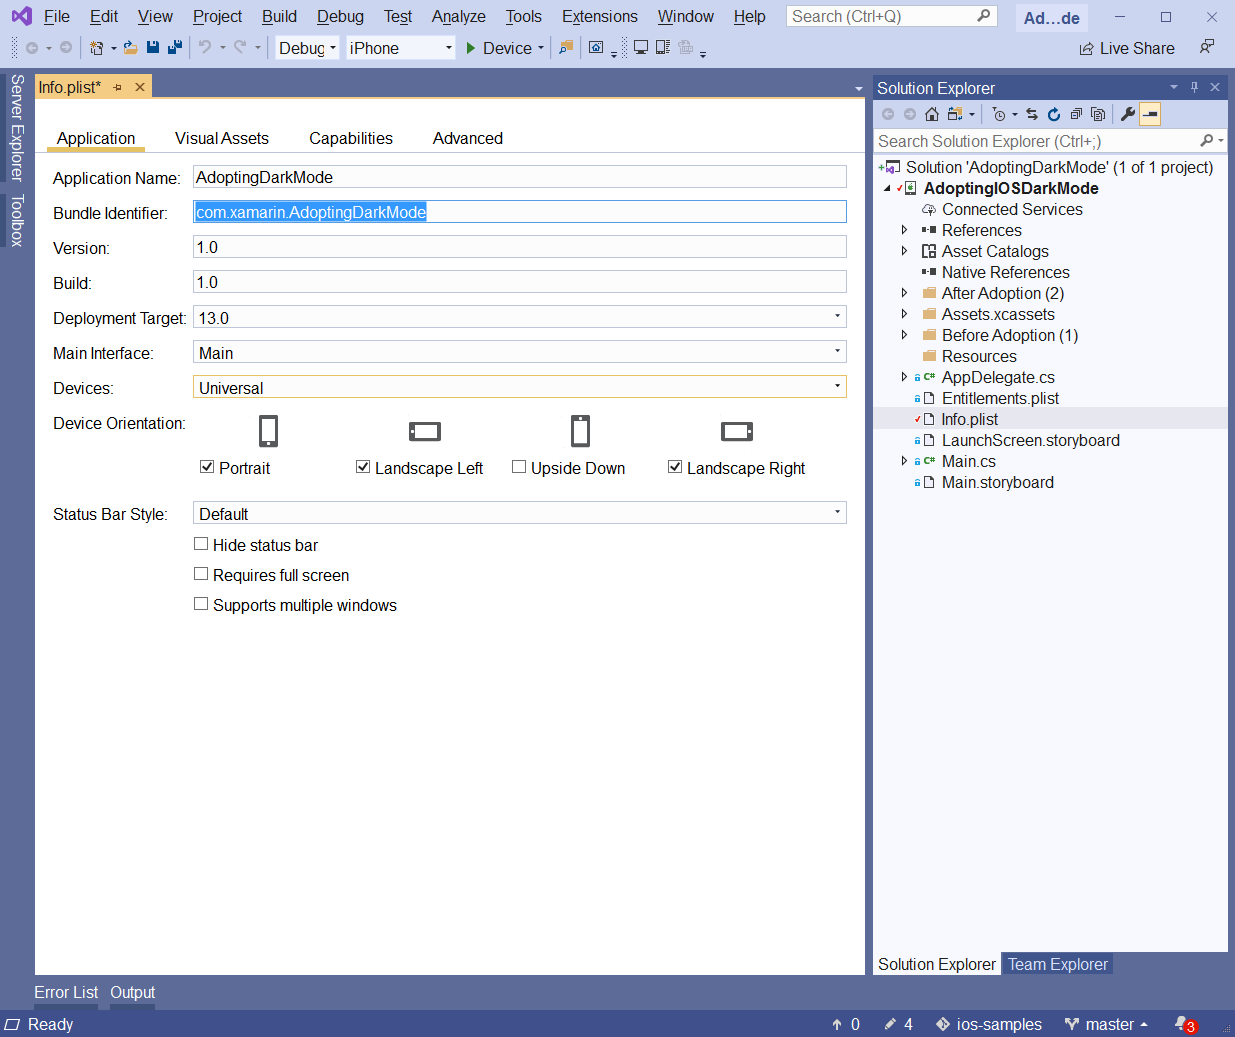 File Edit View Project Build Debug Test Analyze Tools Extensions Window Help Search (Ctrl+Q) Ad...de
Debug iPhone Device Live Share
Server Explorer
Toolbox
Info.plist*
Application Visual Assets Capabilities Advanced
Application Name: AdoptingDarkMode
Bundle Identifier: com.xamarin.AdoptingDarkMode
Version: 1.0
Build: 1.0
Deployment Target: 13.0
Main Interface: Main
Devices: Universal
Device Orientation:
Portrait Landscape Left Upside Down Landscape Right
Status Bar Style: Default
Hide status bar
Requires full screen
Supports multiple windows
Solution Explorer
Search Solution Explorer (Ctrl+;)
Solution 'AdoptingDarkMode' (1 of 1 project)
AdoptingIOSDarkMode
Connected Services
References
Asset Catalogs
Native References
After Adoption (2)
Assets.xcassets
Before Adoption (1)
Resources
C# AppDelegate.cs
Entitlements.plist
Info.plist
LaunchScreen.storyboard
C# Main.cs
Main.storyboard
Solution Explorer Team Explorer
Error List Output
Ready 0 4 ios-samples master 3